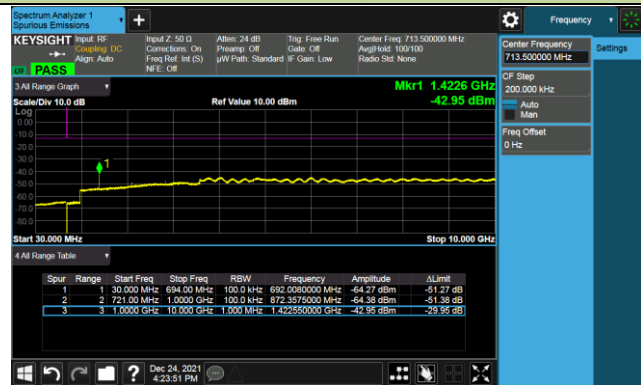 Spectrum Analyzer 1
Spurious Emissions
+
Frequency
KEYSIGHT Input: RF Input Z: 50 Ω Atten: 24 dB Trig: Free Run Center Freq: 713.500000 MHz
Coupling: DC Corrections: On Preamp: Off Gate: Off Avg|Hold: 100/100
Align: Auto Freq Ref: Int (S) µW Path: Standard IF Gain: Low Radio Std: None
NFE: Off
PASS
Center Frequency
713.500000 MHz
Settings
CF Step
200.000 kHz
Auto
Man
Freq Offset
0 Hz
3 All Range Graph
Mkr1 1.4226 GHz
Scale/Div 10.0 dB Ref Value 10.00 dBm -42.95 dBm
Log
0.00
-10.0
-20.0
-30.0
1
-40.0
-50.0
-60.0
-70.0
-80.0
Start 30.000 MHz Stop 10.000 GHz
4 All Range Table
Spur Range Start Freq Stop Freq RBW Frequency Amplitude ΔLimit
1 1 30.000 MHz 694.00 MHz 100.0 kHz 692.0080000 MHz -64.27 dBm -51.27 dB
2 2 721.00 MHz 1.0000 GHz 100.0 kHz 872.3575000 MHz -64.38 dBm -51.38 dB
3 3 1.0000 GHz 10.000 GHz 1.000 MHz 1.422550000 GHz -42.95 dBm -29.95 dB
? Dec 24, 2021
4:23:51 PM